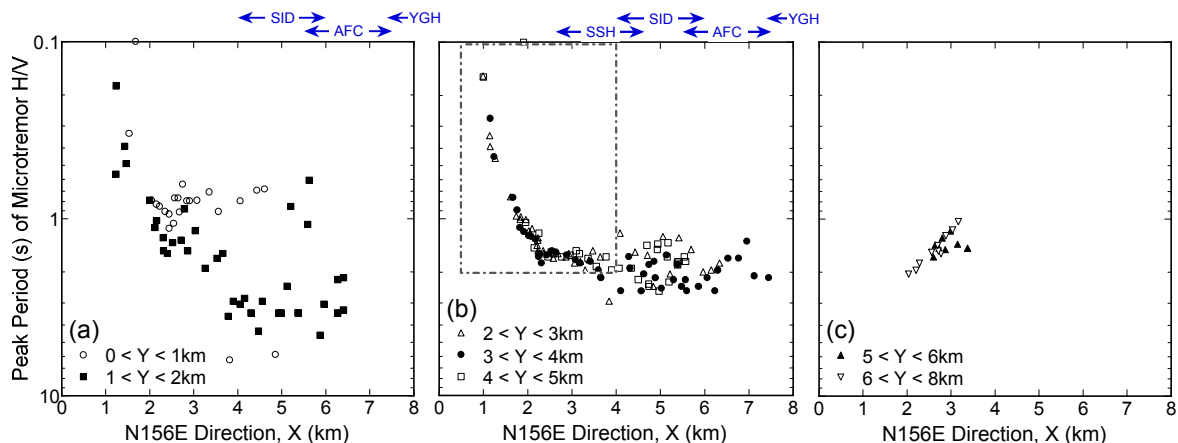 SID YGH SID YGH
AFC SSH AFC
0.1
1
10
Peak Period (s) of Microtremor H/V
(a)
0 < Y < 1km
1 < Y < 2km
0 1 2 3 4 5 6 7 8
N156E Direction, X (km)
(b)
2 < Y < 3km
3 < Y < 4km
4 < Y < 5km
0 1 2 3 4 5 6 7 8
N156E Direction, X (km)
(c)
5 < Y < 6km
6 < Y < 8km
0 1 2 3 4 5 6 7 8
N156E Direction, X (km)